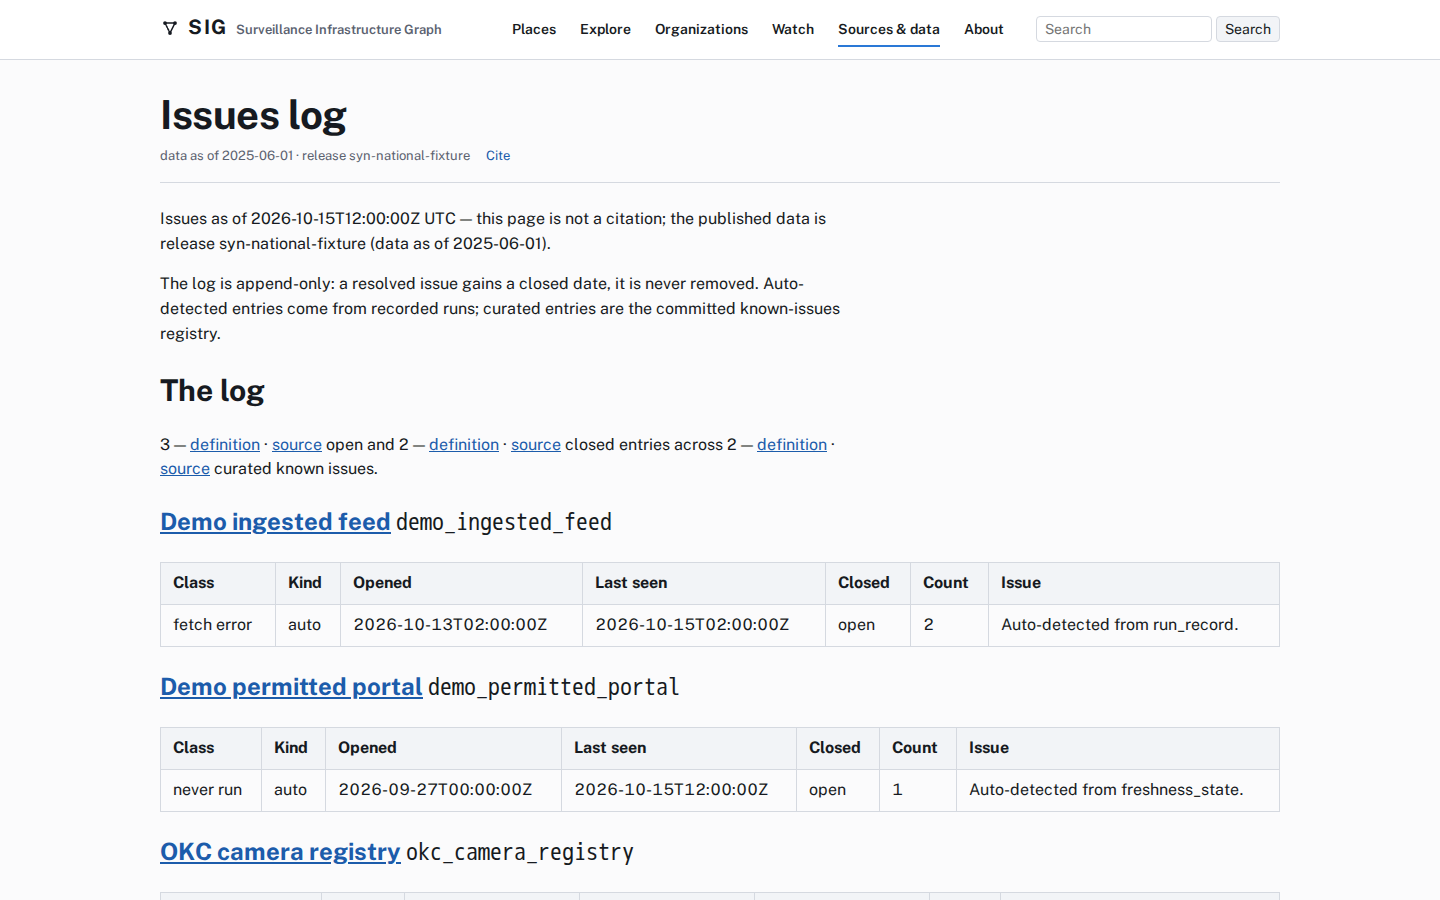 SIG Surveillance Infrastructure Graph Places Explore Organizations Watch Sources & data About Search Search
Issues log
data as of 2025-06-01 · release syn-national-fixture Cite
Issues as of 2026-10-15T12:00:00Z UTC — this page is not a citation; the published data is
release syn-national-fixture (data as of 2025-06-01).
The log is append-only: a resolved issue gains a closed date, it is never removed. Auto-
detected entries come from recorded runs; curated entries are the committed known-issues
registry.
The log
3 — definition · source open and 2 — definition · source closed entries across 2 — definition ·
source curated known issues.
Demo ingested feed demo_ingested_feed
Class Kind Opened Last seen Closed Count Issue
fetch error auto 2026-10-13T02:00:00Z 2026-10-15T02:00:00Z open 2 Auto-detected from run_record.
Demo permitted portal demo_permitted_portal
Class Kind Opened Last seen Closed Count Issue
never run auto 2026-09-27T00:00:00Z 2026-10-15T12:00:00Z open 1 Auto-detected from freshness_state.
OKC camera registry okc_camera_registry